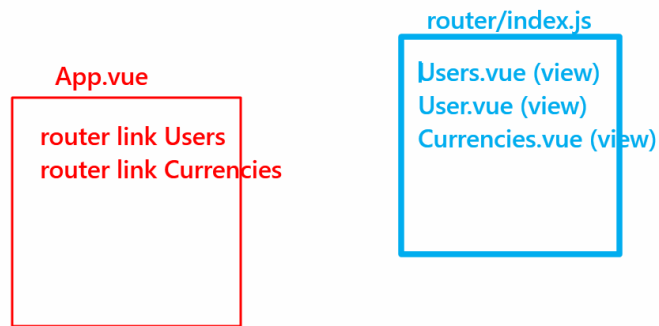 App.vue
router link Users
router link Currencies
router/index.js
Users.vue (view)
User.vue (view)
Currencies.vue (view)